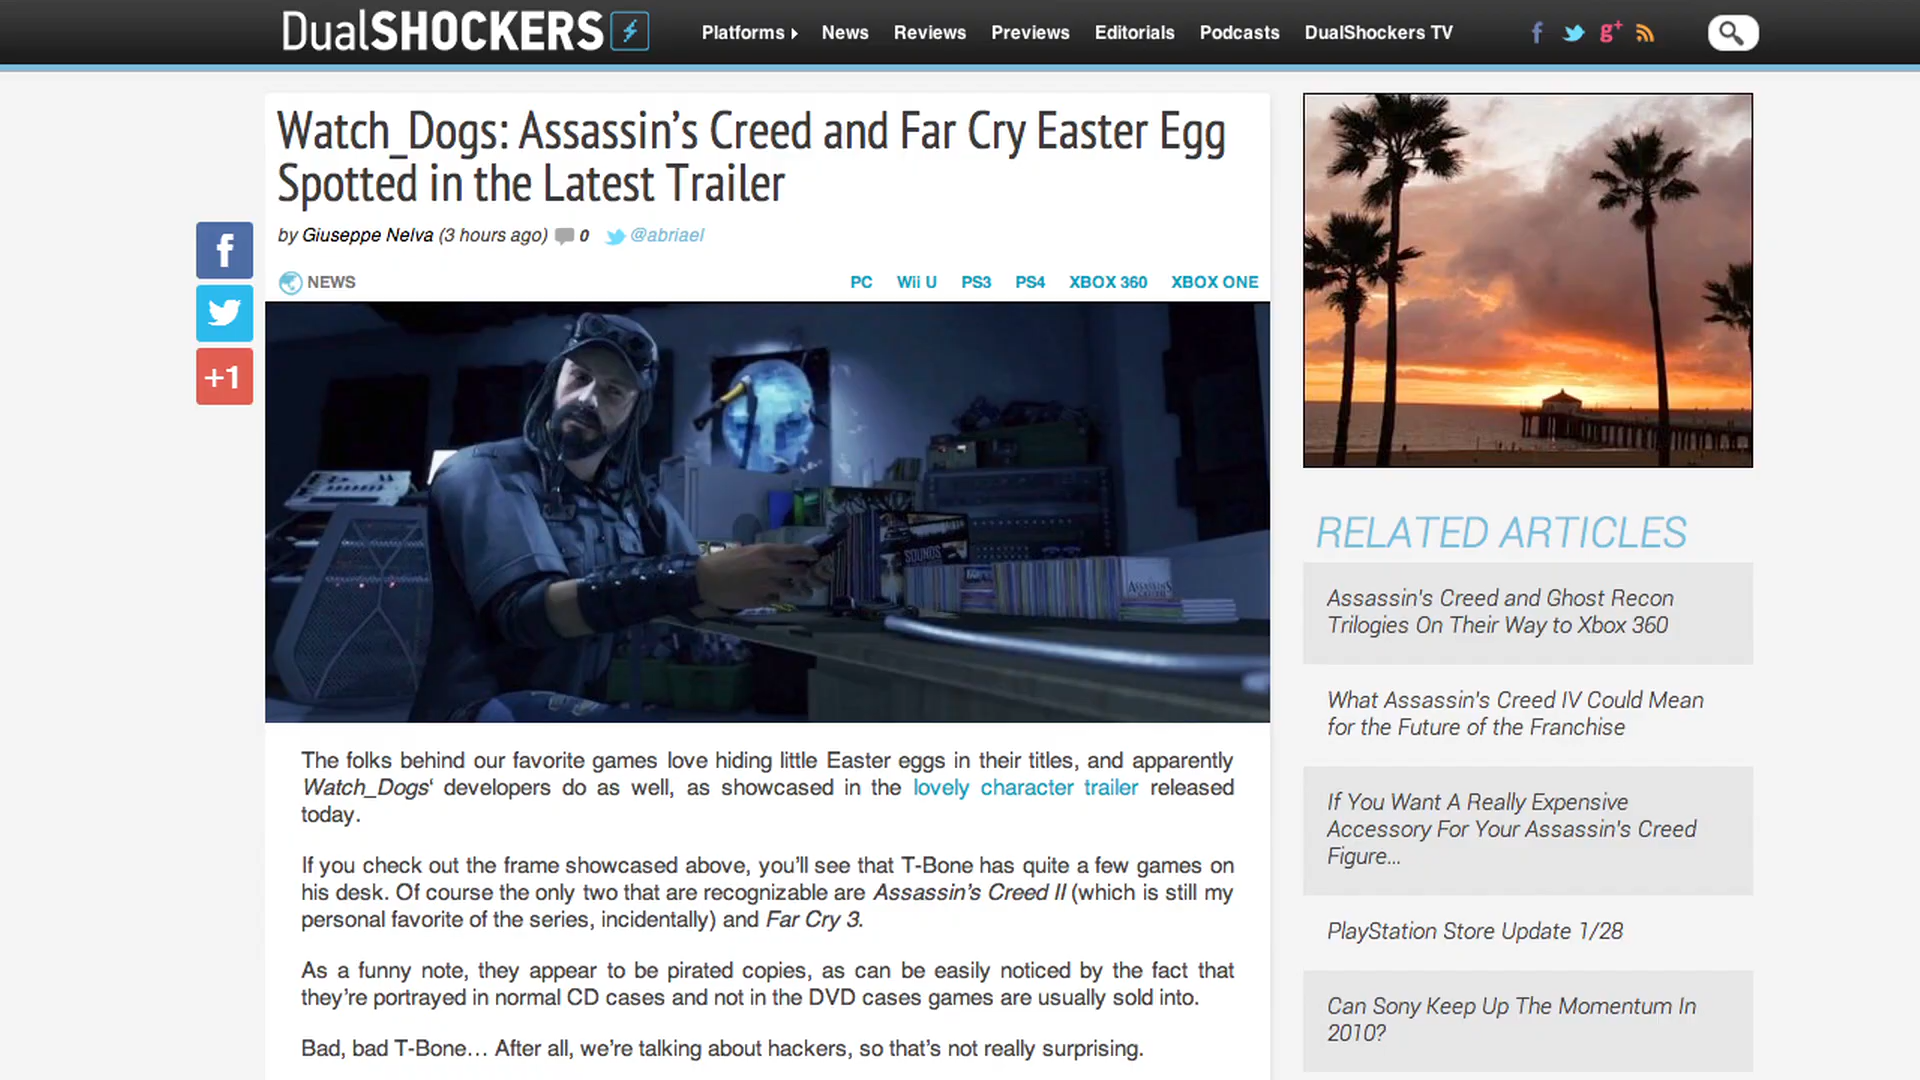 DualSHOCKERS
Platforms News Reviews Previews Editorials Podcasts DualShockers TV
Watch_Dogs: Assassin’s Creed and Far Cry Easter Egg
Spotted in the Latest Trailer
by Giuseppe Nelva (3 hours ago) 0 @abriael
NEWS
PC Wii U PS3 PS4 XBOX 360 XBOX ONE
+1
SOUNDS
ASSASSIN'S
The folks behind our favorite games love hiding little Easter eggs in their titles, and apparently
Watch_Dogs‘ developers do as well, as showcased in the lovely character trailer released
today.
If you check out the frame showcased above, you’ll see that T-Bone has quite a few games on
his desk. Of course the only two that are recognizable are Assassin’s Creed II (which is still my
personal favorite of the series, incidentally) and Far Cry 3.
As a funny note, they appear to be pirated copies, as can be easily noticed by the fact that
they’re portrayed in normal CD cases and not in the DVD cases games are usually sold into.
Bad, bad T-Bone… After all, we’re talking about hackers, so that’s not really surprising.
RELATED ARTICLES
Assassin's Creed and Ghost Recon
Trilogies On Their Way to Xbox 360
What Assassin's Creed IV Could Mean
for the Future of the Franchise
If You Want A Really Expensive
Accessory For Your Assassin's Creed
Figure...
PlayStation Store Update 1/28
Can Sony Keep Up The Momentum In
2010?